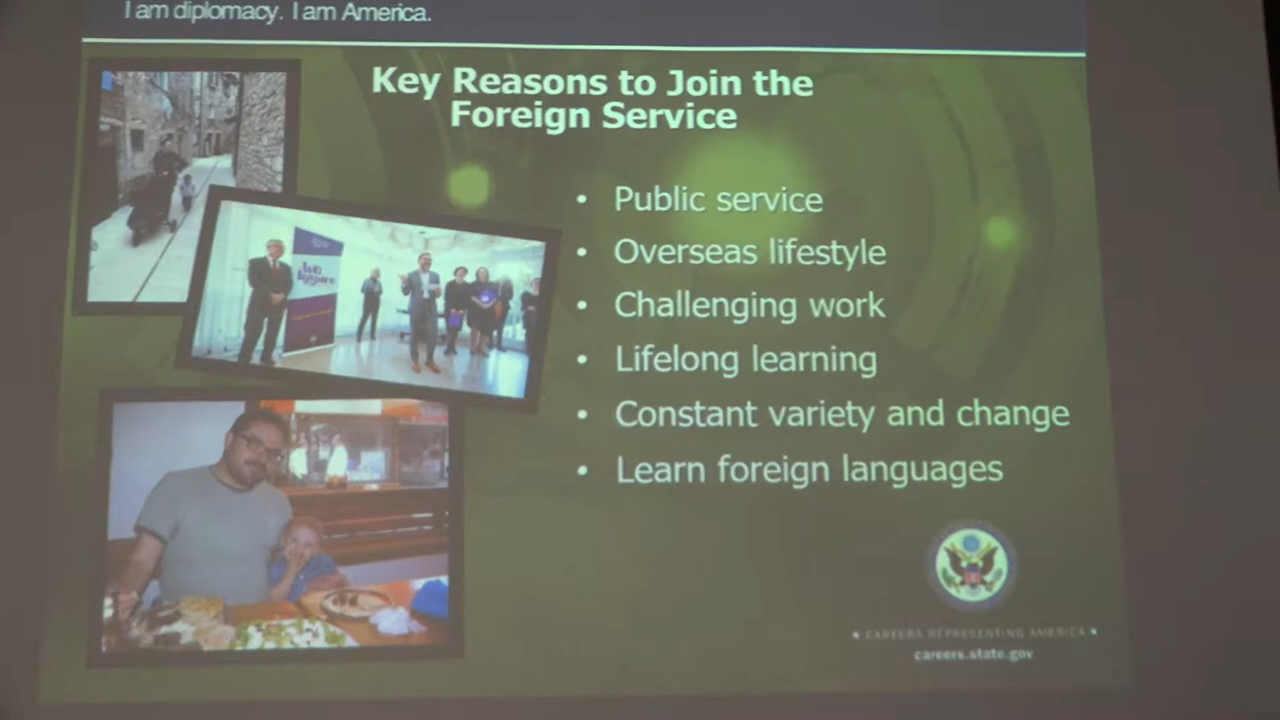 I am diplomacy. I am America.
Key Reasons to Join the
Foreign Service
• Public service
• Overseas lifestyle
• Challenging work
• Lifelong learning
• Constant variety and change
• Learn foreign languages
CAREERS REPRESENTING AMERICA
careers.state.gov